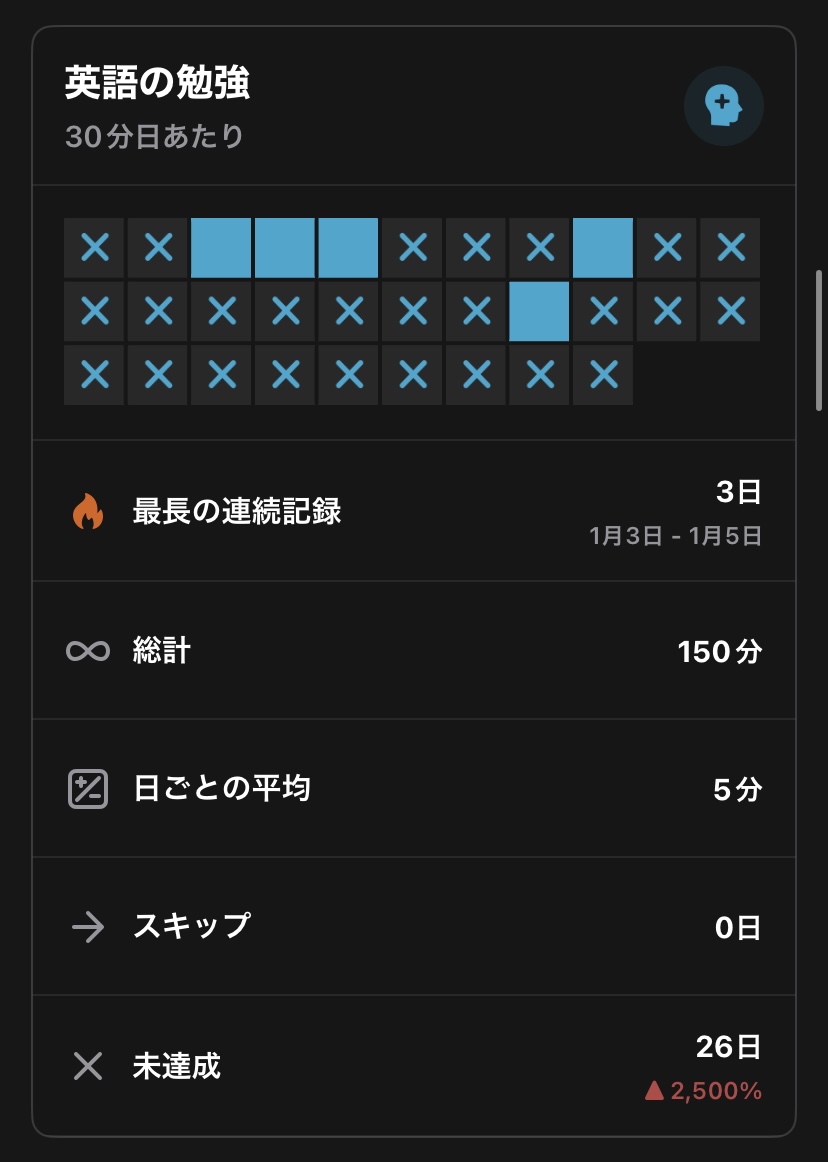 英語の勉強
30分日あたり
最長の連続記録
3日
1月3日 - 1月5日
総計
150分
日ごとの平均
5分
スキップ
0日
未達成
26日
▲ 2,500%